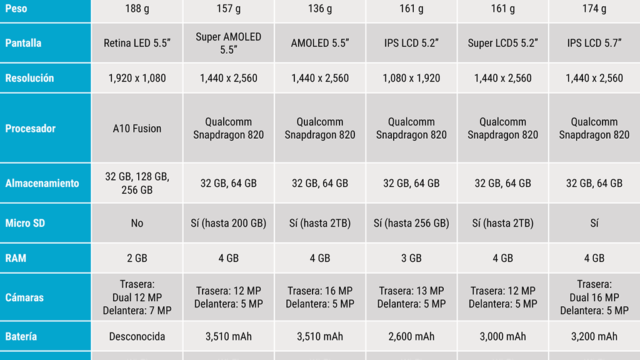 Peso 188 g 157 g 136 g 161 g 161 g 174 g
Pantalla Retina LED 5.5” Super AMOLED 5.5” AMOLED 5.5” IPS LCD 5.2” Super LCD5 5.2” IPS LCD 5.7”
Resolución 1,920 x 1,080 1,440 x 2,560 1,440 x 2,560 1,080 x 1,920 1,440 x 2,560 1,440 x 2,560
Procesador A10 Fusion Qualcomm Snapdragon 820 Qualcomm Snapdragon 820 Qualcomm Snapdragon 820 Qualcomm Snapdragon 820 Qualcomm Snapdragon 820
Almacenamiento 32 GB, 128 GB, 256 GB 32 GB, 64 GB 32 GB, 64 GB 32 GB, 64 GB 32 GB, 64 GB 32 GB, 64 GB
Micro SD No Sí (hasta 200 GB) Sí (hasta 2TB) Sí (hasta 256 GB) Sí (hasta 2TB) Sí
RAM 2 GB 4 GB 4 GB 3 GB 4 GB 4 GB
Cámaras Trasera: Dual 12 MP Delantera: 7 MP Trasera: 12 MP Delantera: 5 MP Trasera: 16 MP Delantera: 5 MP Trasera: 13 MP Delantera: 5 MP Trasera: 12 MP Delantera: 5 MP Trasera: Dual 16 MP Delantera: 5 MP
Batería Desconocida 3,510 mAh 3,510 mAh 2,600 mAh 3,000 mAh 3,200 mAh